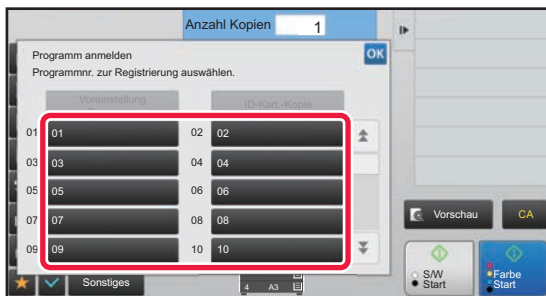 Anzahl Kopien 1
Programm anmelden
OK
Programmnr. zur Registrierung auswählen.
Voreinstellung
ID-Kart.-Kopie
01 01 02 02
03 03 04 04
05 05 06 06
07 07 08 08
09 09 10 10
Vorschau
CA
Sonstiges
4 A3
S/W
Start
Farbe
Start